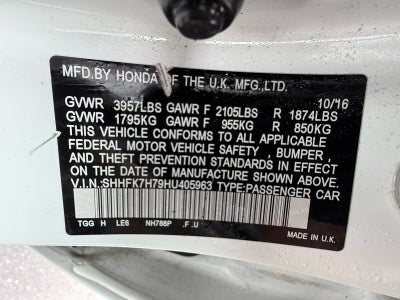 MFD.BY HONDA OF THE U.K. MFG.,LTD. 10/16
GVWR 3957LBS GAWR F 2105LBS R 1874LBS
GVWR 1795KG GAWR F 955KG R 850KG
THIS VEHICLE CONFORMS TO ALL APPLICABLE
FEDERAL MOTOR VEHICLE SAFETY , BUMPER ,
AND THEFT PREVENTION STANDARDS IN EFFECT
ON THE DATE OF MANUFACTURE SHOWN ABOVE.
V.I.N.:SHHFK7H79HU405963 TYPE:PASSENGER CAR
TGG H LE6 NH788P .F .U MADE IN U.K